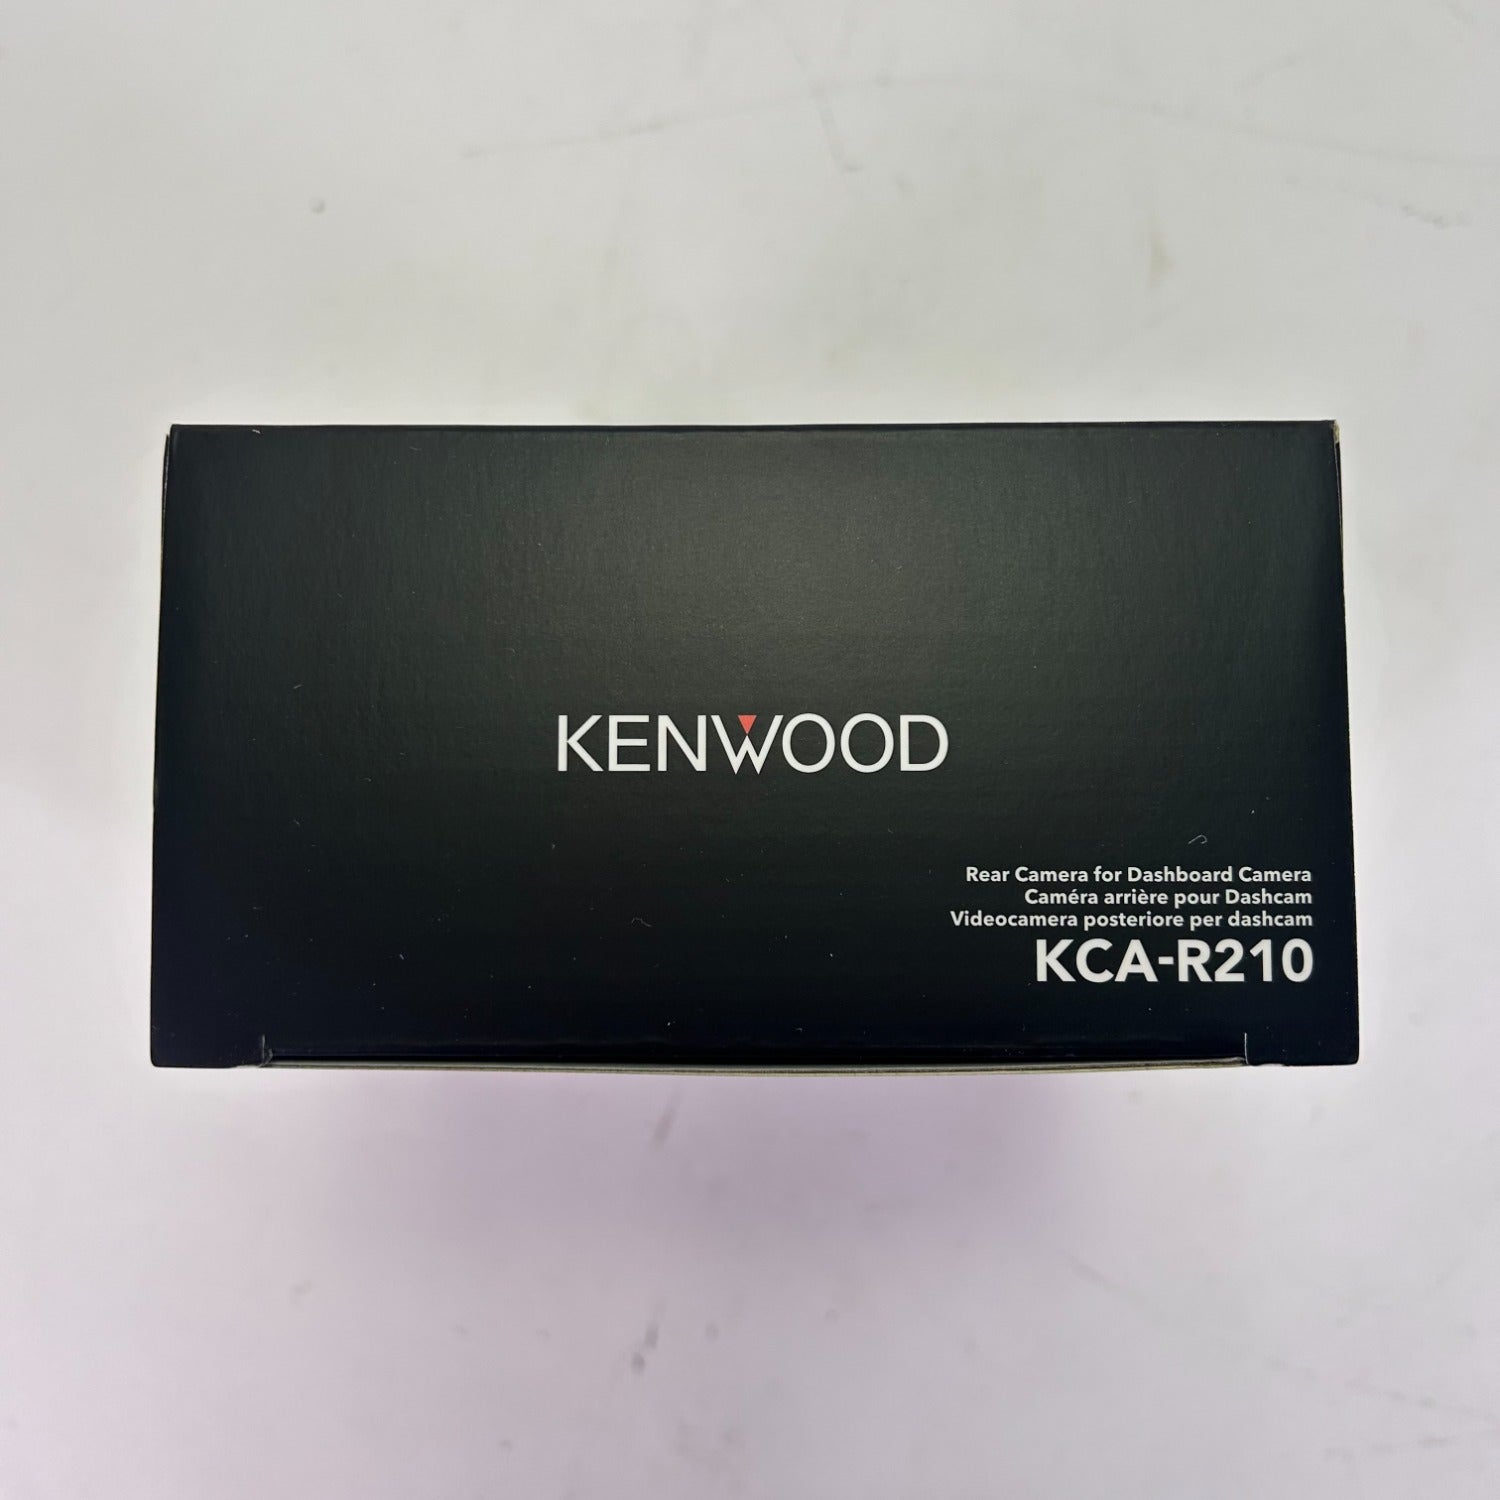 KENWOOD
Rear Camera for Dashboard Camera
Caméra arrière pour Dashcam
Videocamera posteriore per dashcam
KCA-R210